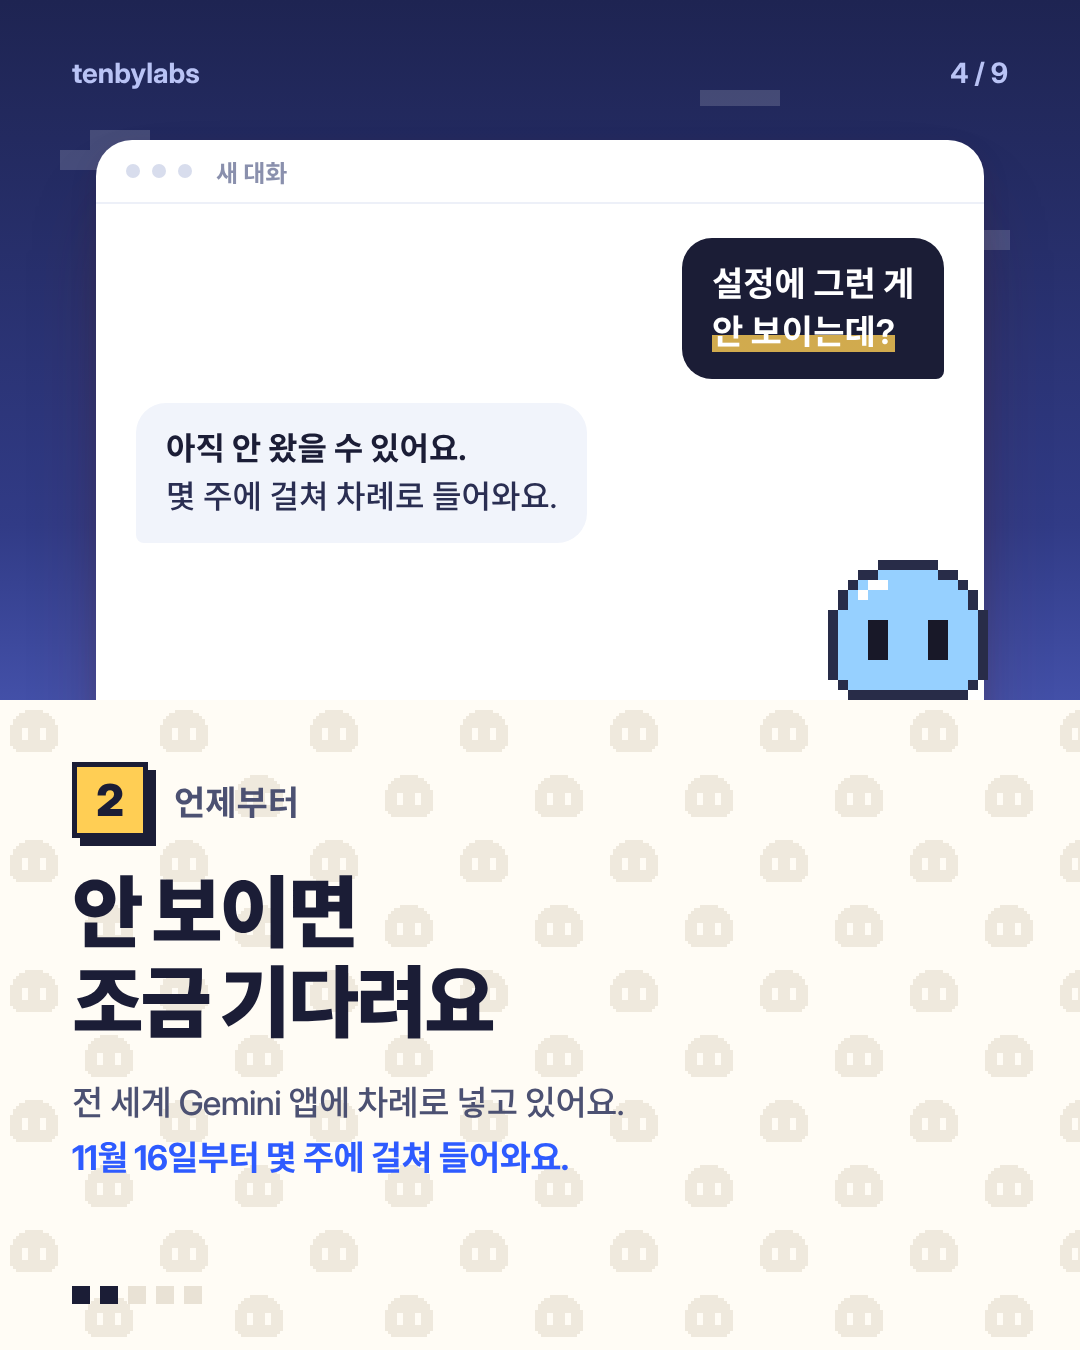 tenbylabs
4 / 9
새 대화
설정에 그런 게
안 보이는데?
아직 안 왔을 수 있어요.
몇 주에 걸쳐 차례로 들어와요.
2
언제부터
안 보이면
조금 기다려요
전 세계 Gemini 앱에 차례로 넣고 있어요.
11월 16일부터 몇 주에 걸쳐 들어와요.